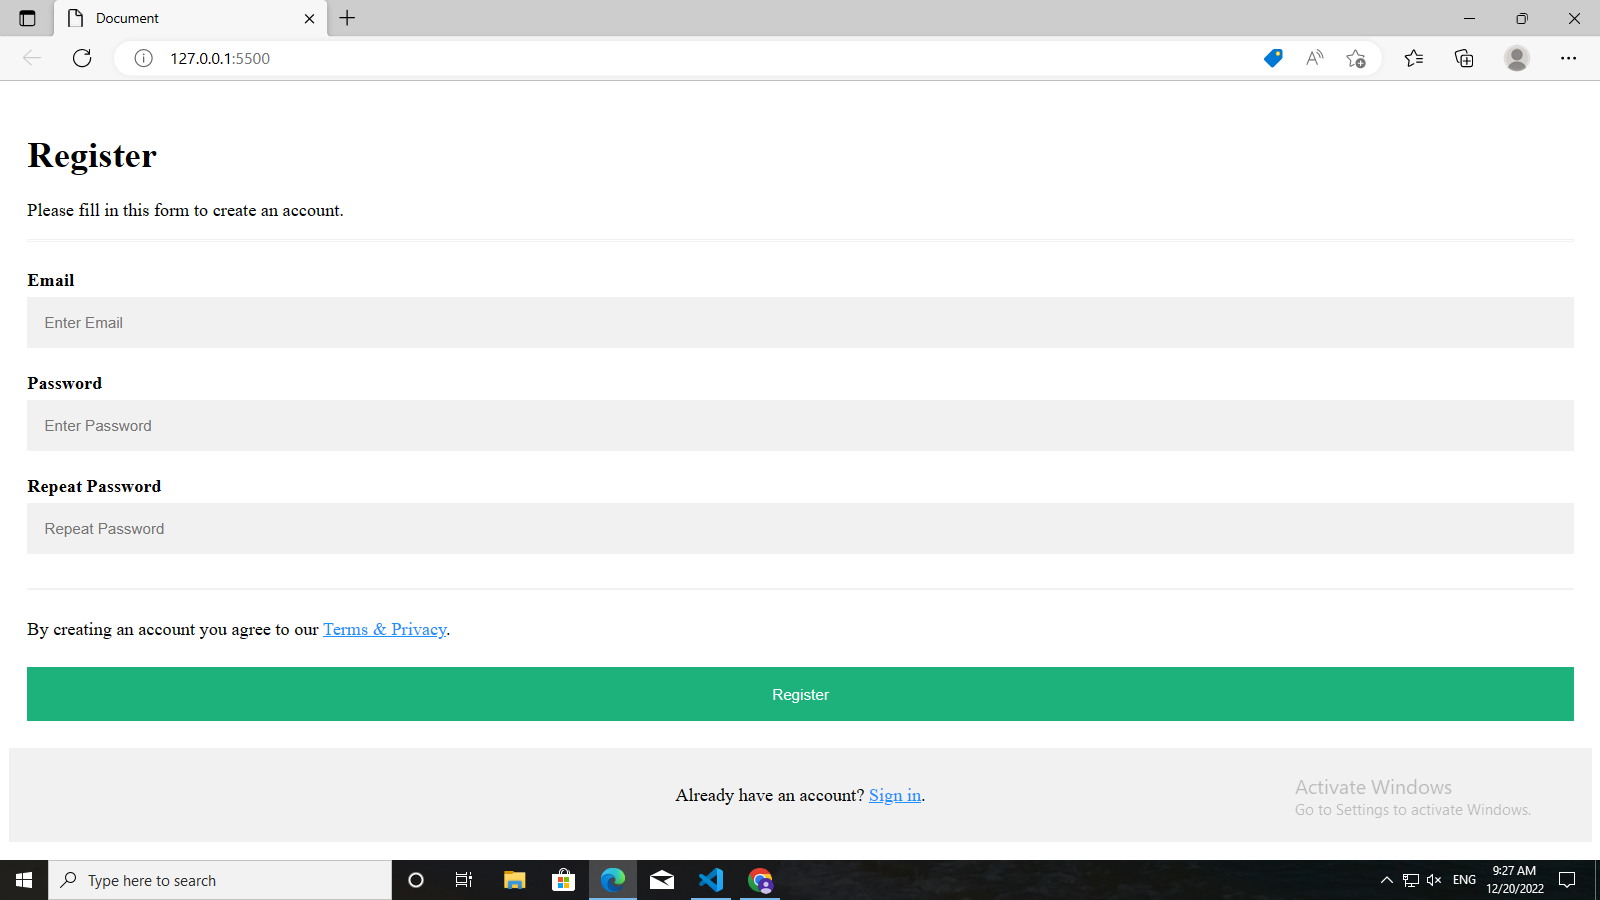 Document
127.0.0.1:5500
Register
Please fill in this form to create an account.
Email
Enter Email
Password
Enter Password
Repeat Password
Repeat Password
By creating an account you agree to our Terms & Privacy.
Register
Already have an account? Sign in.
Activate Windows
Go to Settings to activate Windows.
Type here to search
ENG
9:27 AM
12/20/2022